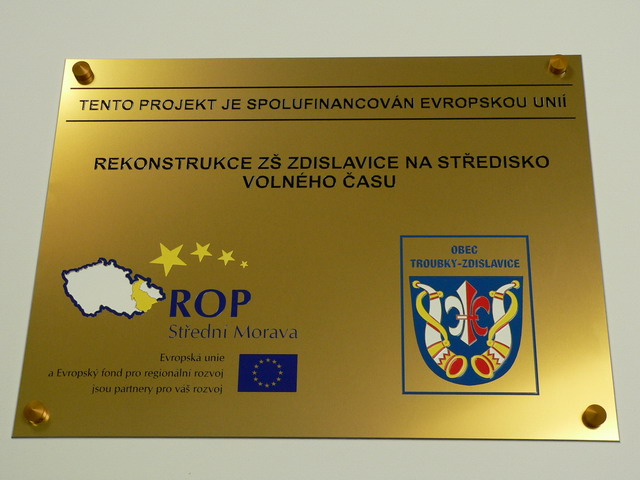 TENTO PROJEKT JE SPOLUFINANCOVÁN EVROPSKOU UNIÍ
REKONSTRUKCE ZŠ ZDISLAVICE NA STŘEDISKO
VOLNÉHO ČASU
ROP
Střední Morava
Evropská unie
a Evropský fond pro regionální rozvoj
jsou partnery pro váš rozvoj
OBEC
TROUBKY-ZDISLAVICE